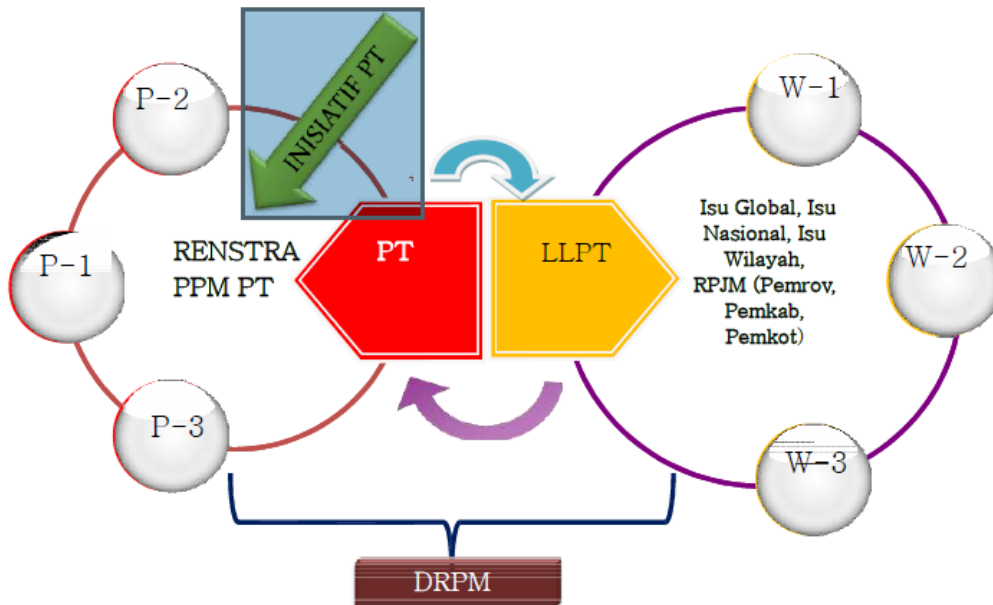 INISIATIF PT
P-2
P-1
P-3
RENSTRA
PPM PT
PT
LLPT
Isu Global, Isu
Nasional, Isu
Wilayah,
RPJM (Pemrov,
Pemkab,
Pemkot)
W-1
W-2
W-3
DRPM